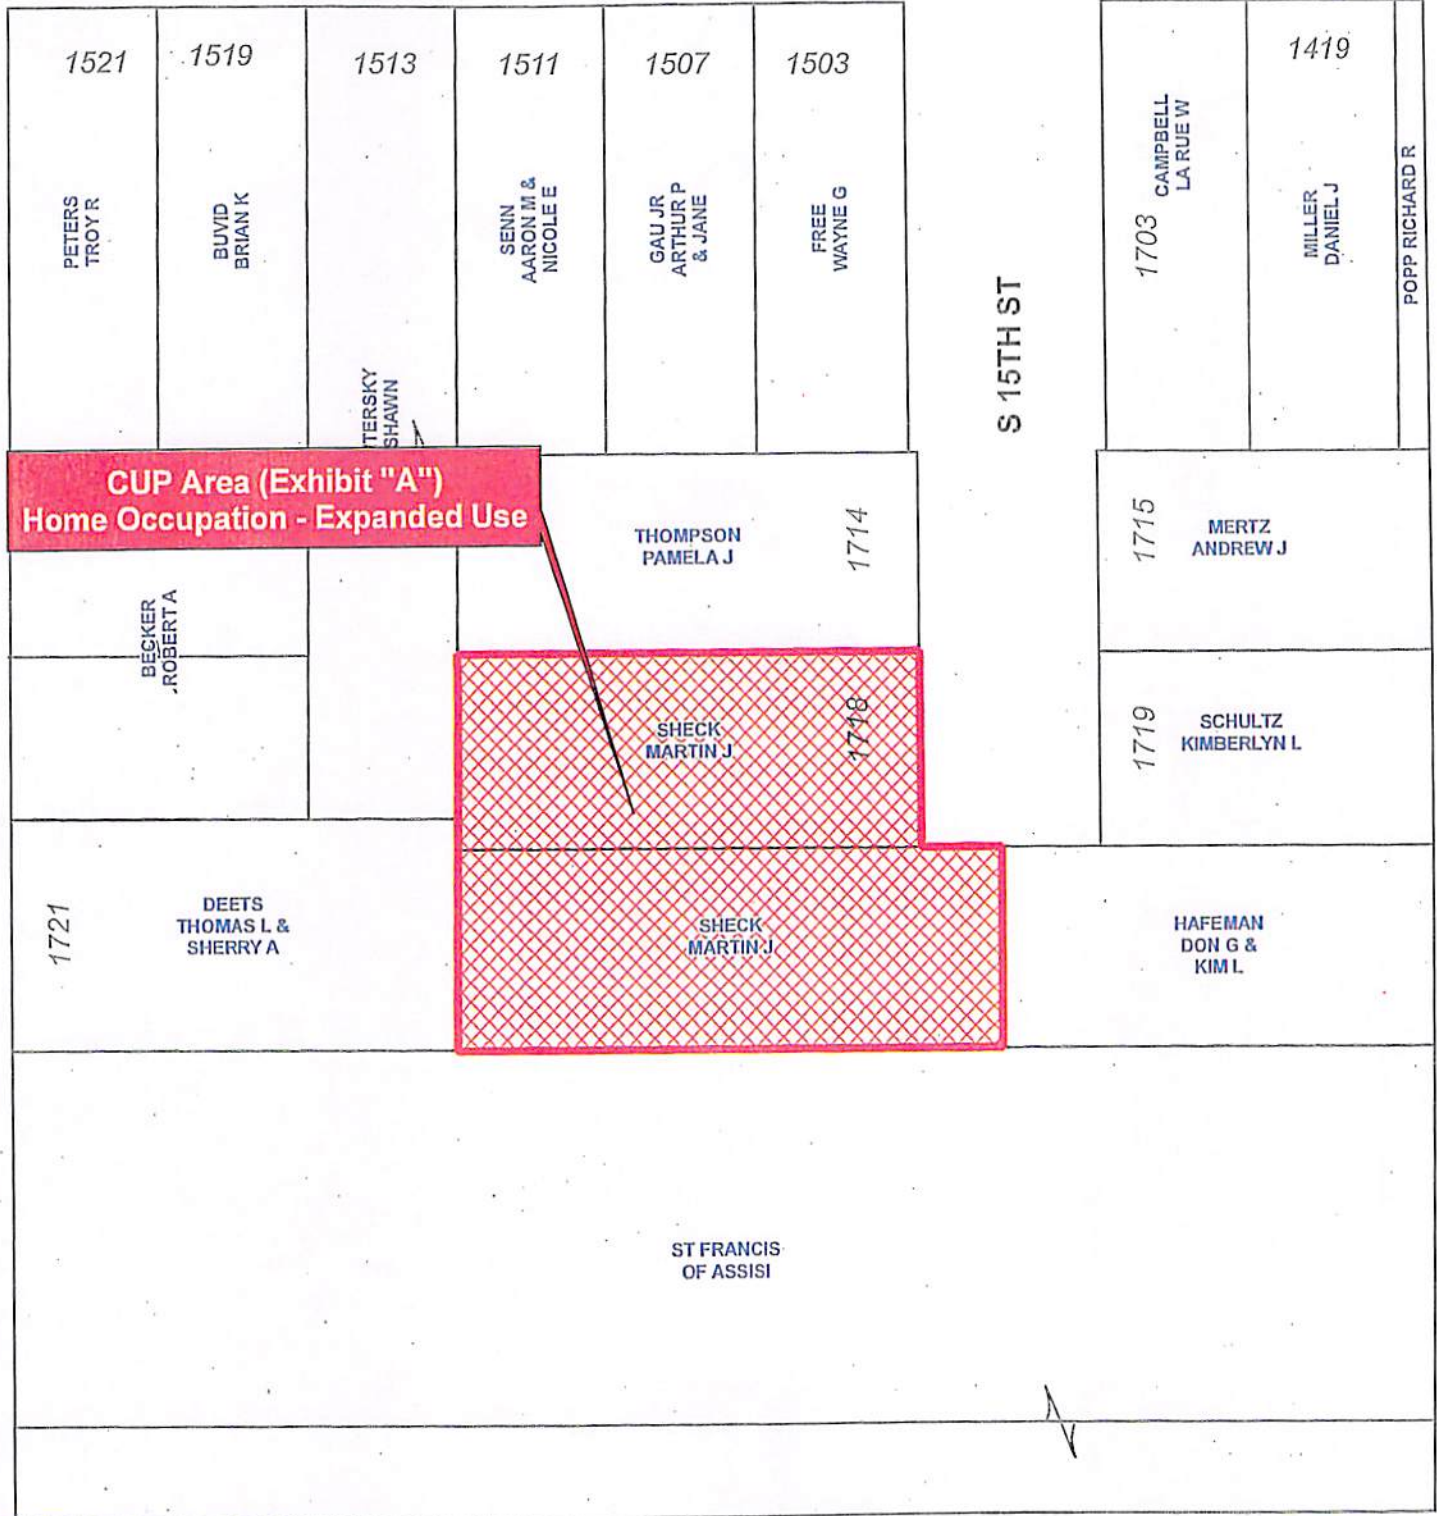 1521
1519
1513
1511
1507
1503
1419
PETERS
TROY R
BUVID
BRIAN K
TERSKY
SHAWN
SENN
AARON M &
NICOLE E
GAU JR
ARTHUR P
& JANE
FREE
WAYNE G
S 15TH ST
1703
CAMPBELL
LA RUE W
MILLER
DANIEL J
POPP RICHARD R
CUP Area (Exhibit "A")
Home Occupation - Expanded Use
THOMPSON
PAMELA J
1714
1715
MERTZ
ANDREW J
BECKER
ROBERT A
SHECK
MARTIN J
1718
1719
SCHULTZ
KIMBERLYN L
1721
DEETS
THOMAS L &
SHERRY A
SHECK
MARTIN J
HAFEMAN
DON G &
KIM L
ST FRANCIS
OF ASSISI